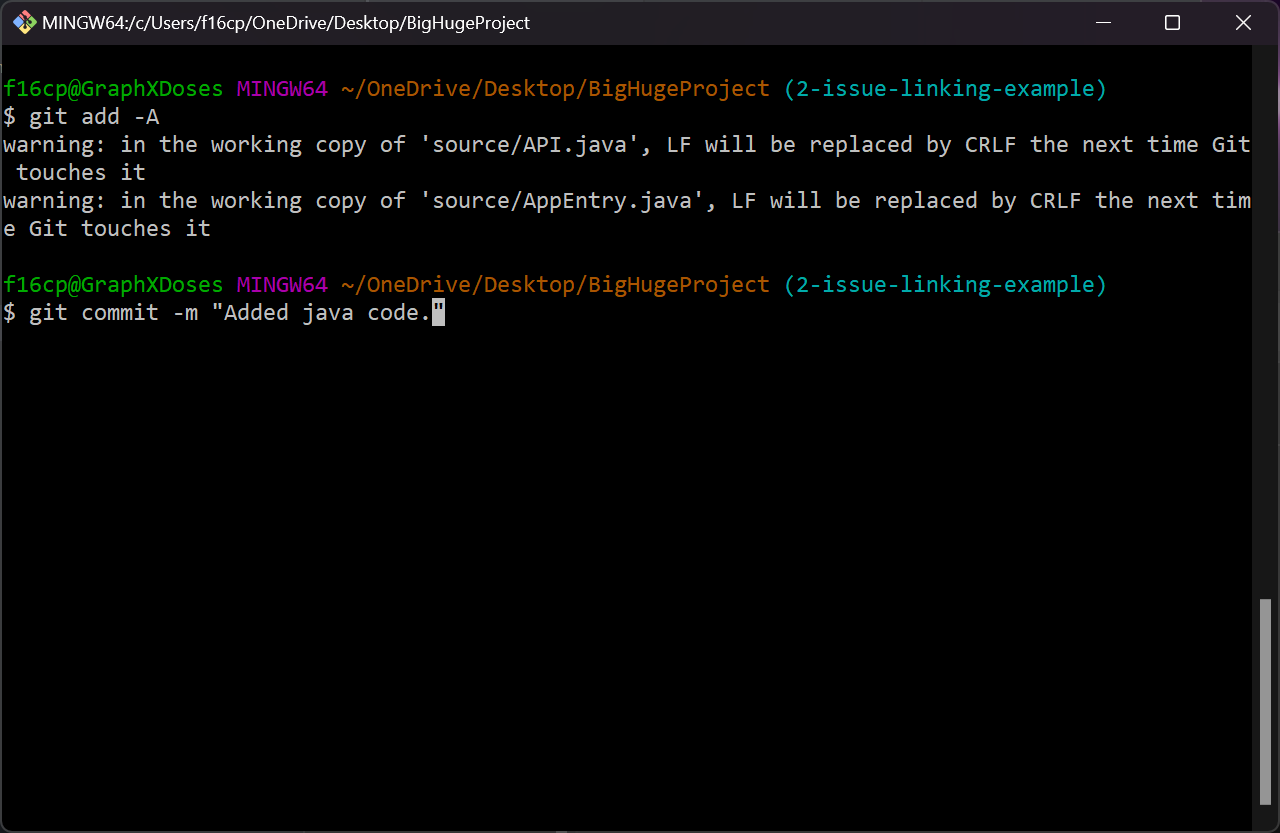 MINGW64:/c/Users/f16cp/OneDrive/Desktop/BigHugeProject
f16cp@GraphXDoses MINGW64 ~/OneDrive/Desktop/BigHugeProject (2-issue-linking-example)
$ git add -A
warning: in the working copy of 'source/API.java', LF will be replaced by CRLF the next time Git
 touches it
warning: in the working copy of 'source/AppEntry.java', LF will be replaced by CRLF the next tim
e Git touches it
f16cp@GraphXDoses MINGW64 ~/OneDrive/Desktop/BigHugeProject (2-issue-linking-example)
$ git commit -m "Added java code."